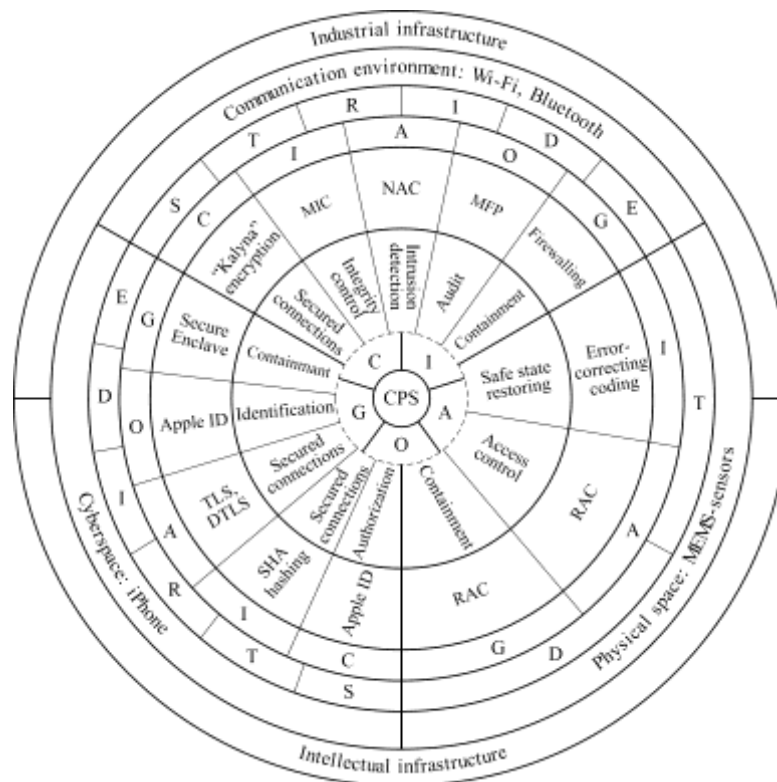 Industrial infrastructure
Communication environment: Wi-Fi, Bluetooth
S
T
R
I
D
E
C
I
A
O
G
"Kalyna"
encryption
MIC
NAC
MFP
Firewalling
Secured
connections
Integrity
control
Intrusion
detection
Audit
Containment
E
D
I
R
T
S
G
O
A
I
C
Secure
Enclave
Apple ID
TLS,
DTLS
SHA
hashing
Apple ID
Containmant
Identification
Secured
connections
Secured
connections
Authorization
C
I
G
CPS
A
O
Safe state
restoring
Access
control
Containment
Error-
correcting
coding
RAC
RAC
I
A
G
T
D
Cyberspace: iPhone
Physical space: MEMS-sensors
Intellectual infrastructure